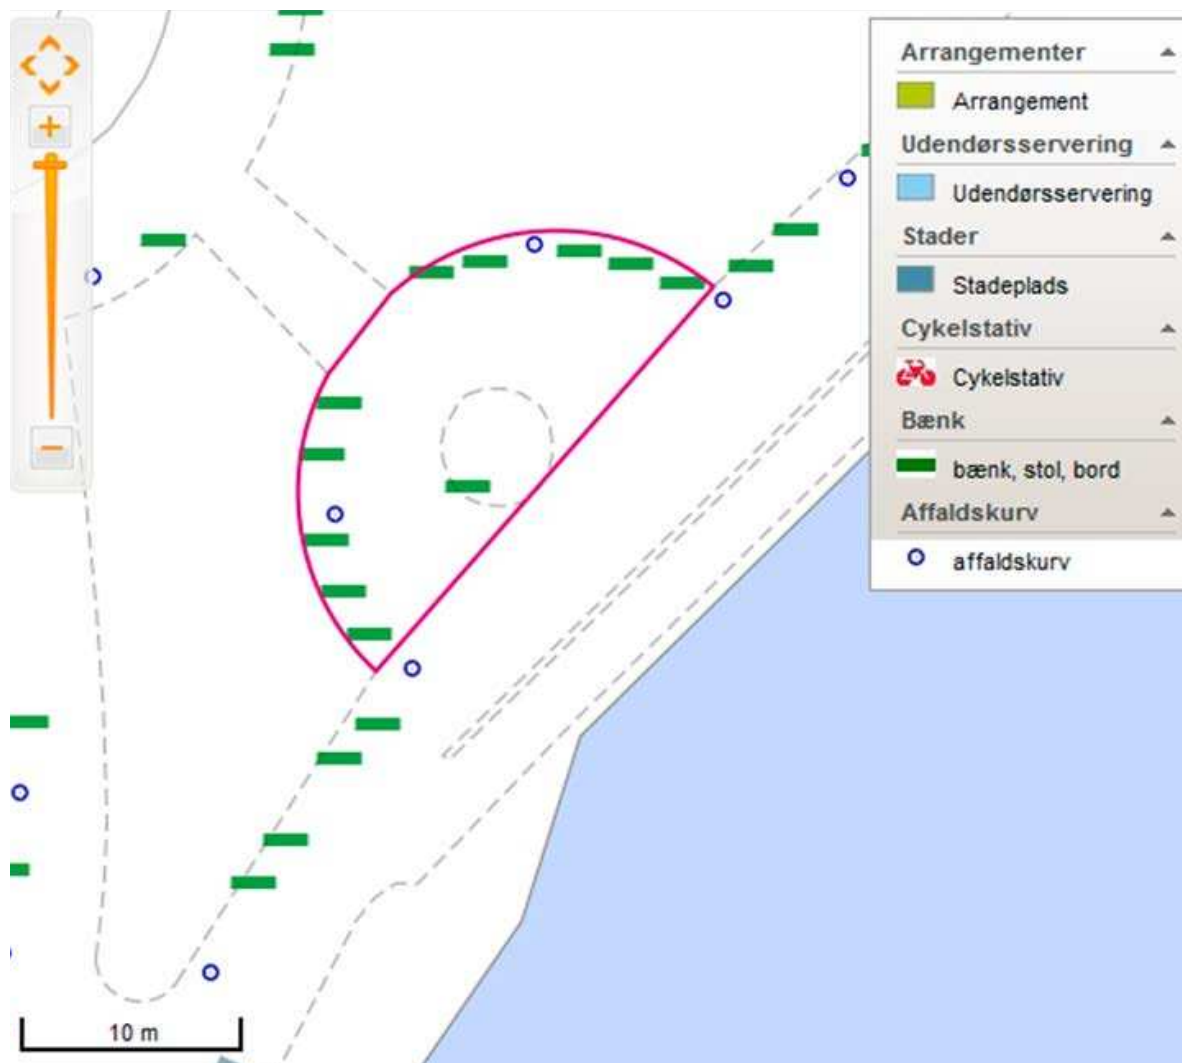 Arrangementer
Arrangement
Udendørsservering
Udendørsservering
Stader
Stadeplads
Cykelstativ
Cykelstativ
Bænk
bænk, stol, bord
Affaldskurv
affaldskurv
10 m